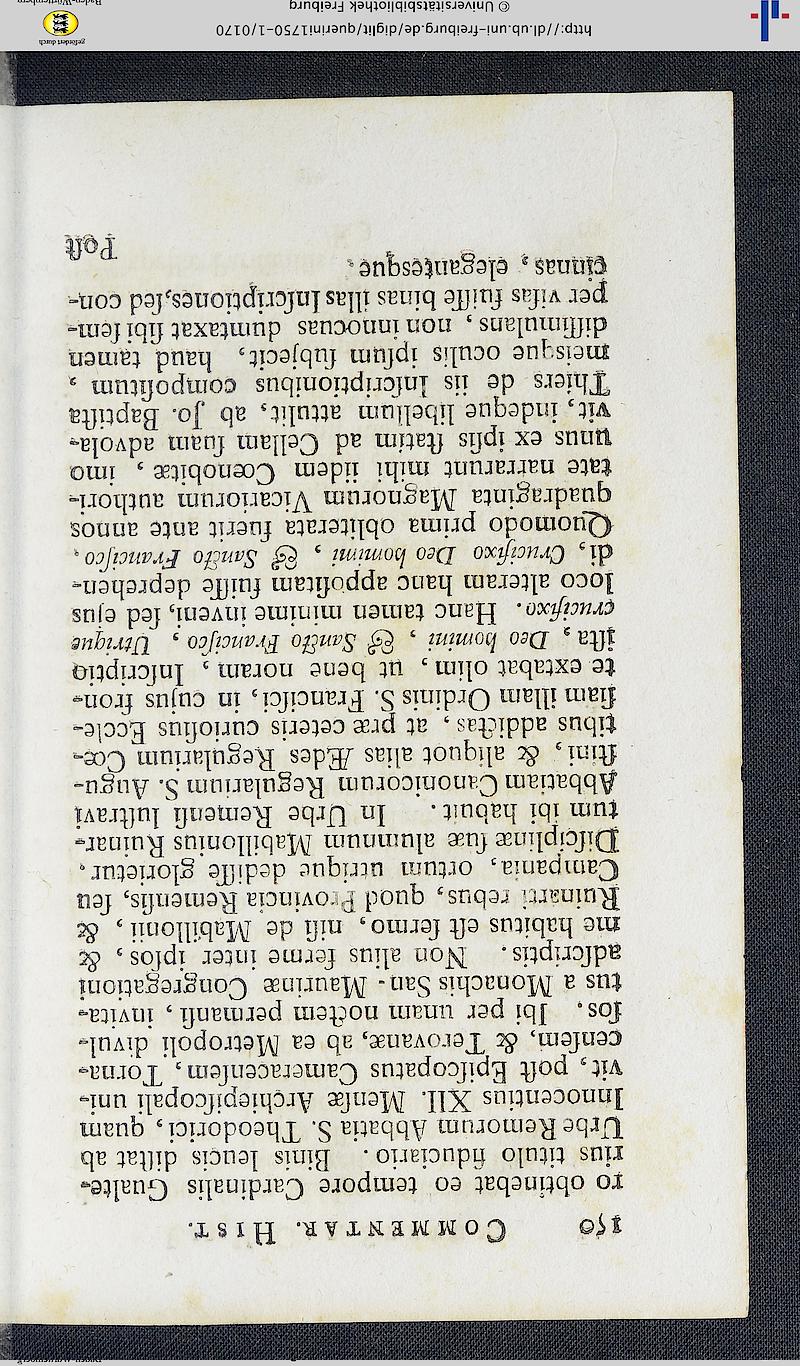 150 COMMENTAR. HIST.
ro obtinebat eo tempore Cardinalis Gualte-
rius titulo fiduciario. Binis leucis distat ab
Urbe Remorum Abbatia S. Theodorici, quam
Innocentius XII. Mensæ Archiepiscopali uni-
vit, post Episcopatus Cameracensem, Torna-
censem, & Terovanæ, ab ea Metropoli divul-
sos. Ibi per unam noctem permansi, invita-
tus a Monachis San-Maurinæ Congregationi
adscriptis. Non alius ferme inter ipsos, &
me habitus est sermo, nisi de Mabillonii, &
Ruinarti rebus, quod Provincia Remensis, seu
Campania, ortum utrique dedisse glorietur.
Disciplinæ suæ alumnum Mabillonius Ruinar-
tum ibi habuit. In Urbe Remensi lustravi
Abbatiam Canonicorum Regularium S. Augu-
stini, & aliquot alias Ædes Regularium Cœ-
tibus addictas, at præ ceteris curiosius Eccle-
siam illam Ordinis S. Francisci, in cujus fron-
te extabat olim, ut bene noram, Inscriptio
ista, Deo homini, & Sancto Francisco, Utrique
crucifixo. Hanc tamen minime inveni, sed ejus
loco alteram hanc appositam fuisse deprehen-
di, Crucifixo Deo homini, & Sancto Francisco.
Quomodo prima obliterata fuerit ante annos
quadraginta Magnorum Vicariorum authori-
tate narrarunt mihi iidem Cœnobitæ, imo
unus ex ipsis statim ad Cellam suam advola-
vit, indeque libellum attulit, ab Jo. Baptista
Thiers de iis Inscriptionibus compositum,
meisque oculis ipsum subjecit, haud tamen
dissimulans, non innocuas dumtaxat sibi sem-
per visas fuisse binas illas Inscriptiones, sed con-
cinnas, elegantesque.
Post
http://dl.ub.uni-freiburg.de/diglit/querini1750-1/0170
© Universitätsbibliothek Freiburg
gefördert durch
Baden-Württemberg